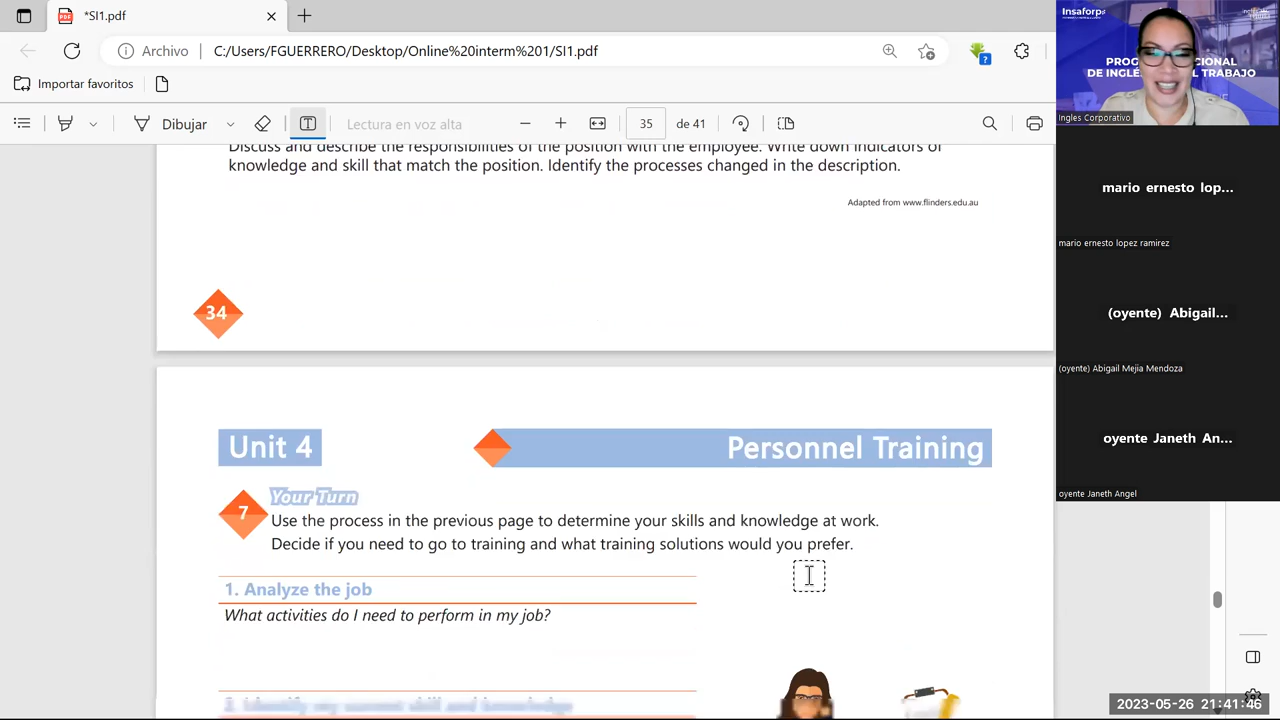 *SI1.pdf
Archivo
C:/Users/FGUERRERO/Desktop/Online%20interm%201/SI1.pdf
Importar favoritos
Dibujar
Lectura en voz alta
35
de 41
Discuss and describe the responsibilities of the position with the employee. Write down indicators of
knowledge and skill that match the position. Identify the processes changed in the description.
Adapted from www.flinders.edu.au
34
Unit 4
Personnel Training
7
Your Turn
Use the process in the previous page to determine your skills and knowledge at work.
Decide if you need to go to training and what training solutions would you prefer.
1. Analyze the job
What activities do I need to perform in my job?
Insaforp
Ingles Corporativo
mario ernesto lop...
mario ernesto lopez ramirez
(oyente) Abigail...
(oyente) Abigail Mejia Mendoza
oyente Janeth An...
oyente Janeth Angel
2023-05-26 21:41:46